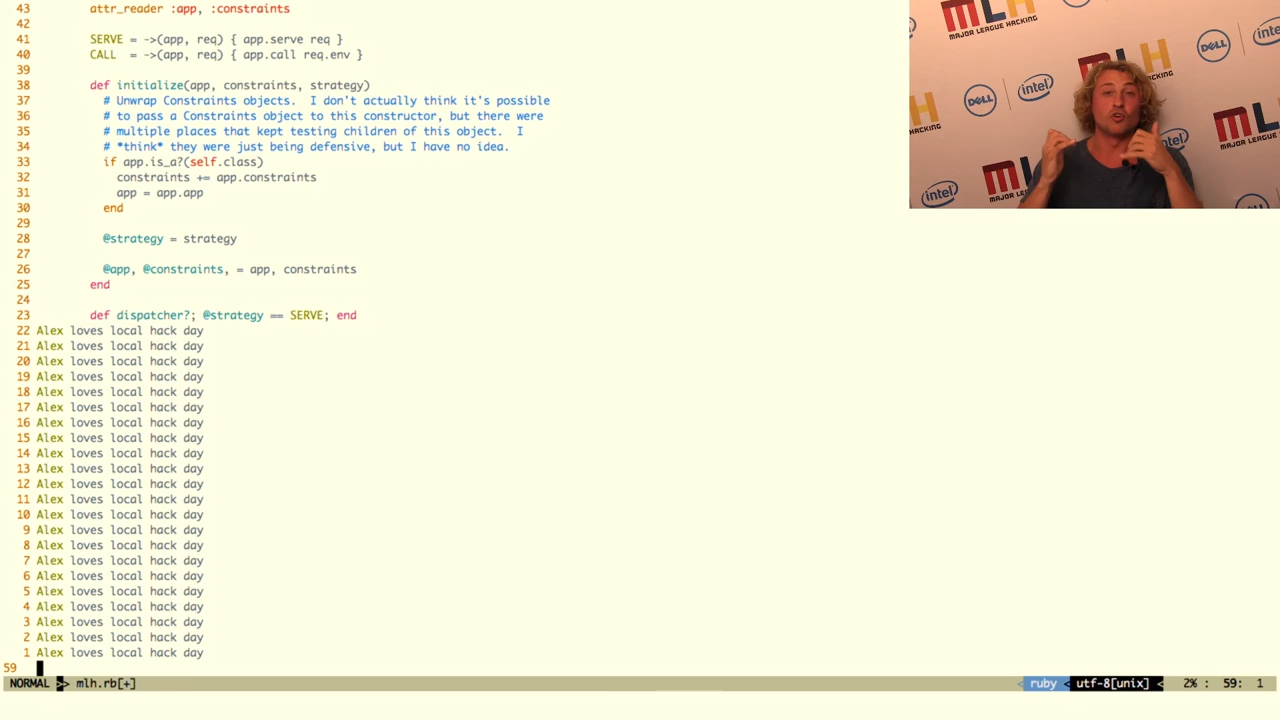 43 attr_reader :app, :constraints
42
41 SERVE = ->(app, req) { app.serve req }
40 CALL = ->(app, req) { app.call req.env }
39
38 def initialize(app, constraints, strategy)
37 # Unwrap Constraints objects. I don't actually think it's possible
36 # to pass a Constraints object to this constructor, but there were
35 # multiple places that kept testing children of this object. I
34 # *think* they were just being defensive, but I have no idea.
33 if app.is_a?(self.class)
32 constraints += app.constraints
31 app = app.app
30 end
29
28 @strategy = strategy
27
26 @app, @constraints, = app, constraints
25 end
24
23 def dispatcher?; @strategy == SERVE; end
22 Alex loves local hack day
21 Alex loves local hack day
20 Alex loves local hack day
19 Alex loves local hack day
18 Alex loves local hack day
17 Alex loves local hack day
16 Alex loves local hack day
15 Alex loves local hack day
14 Alex loves local hack day
13 Alex loves local hack day
12 Alex loves local hack day
11 Alex loves local hack day
10 Alex loves local hack day
9 Alex loves local hack day
8 Alex loves local hack day
7 Alex loves local hack day
6 Alex loves local hack day
5 Alex loves local hack day
4 Alex loves local hack day
3 Alex loves local hack day
2 Alex loves local hack day
1 Alex loves local hack day
59
NORMAL >> mlh.rb[+] < ruby < utf-8[unix] < 2% : 59: 1
MLH
MAJOR LEAGUE HACKING
DELL
intel
DELL
intel
HACKING
intel
MLH
MAJOR LEAGUE
intel